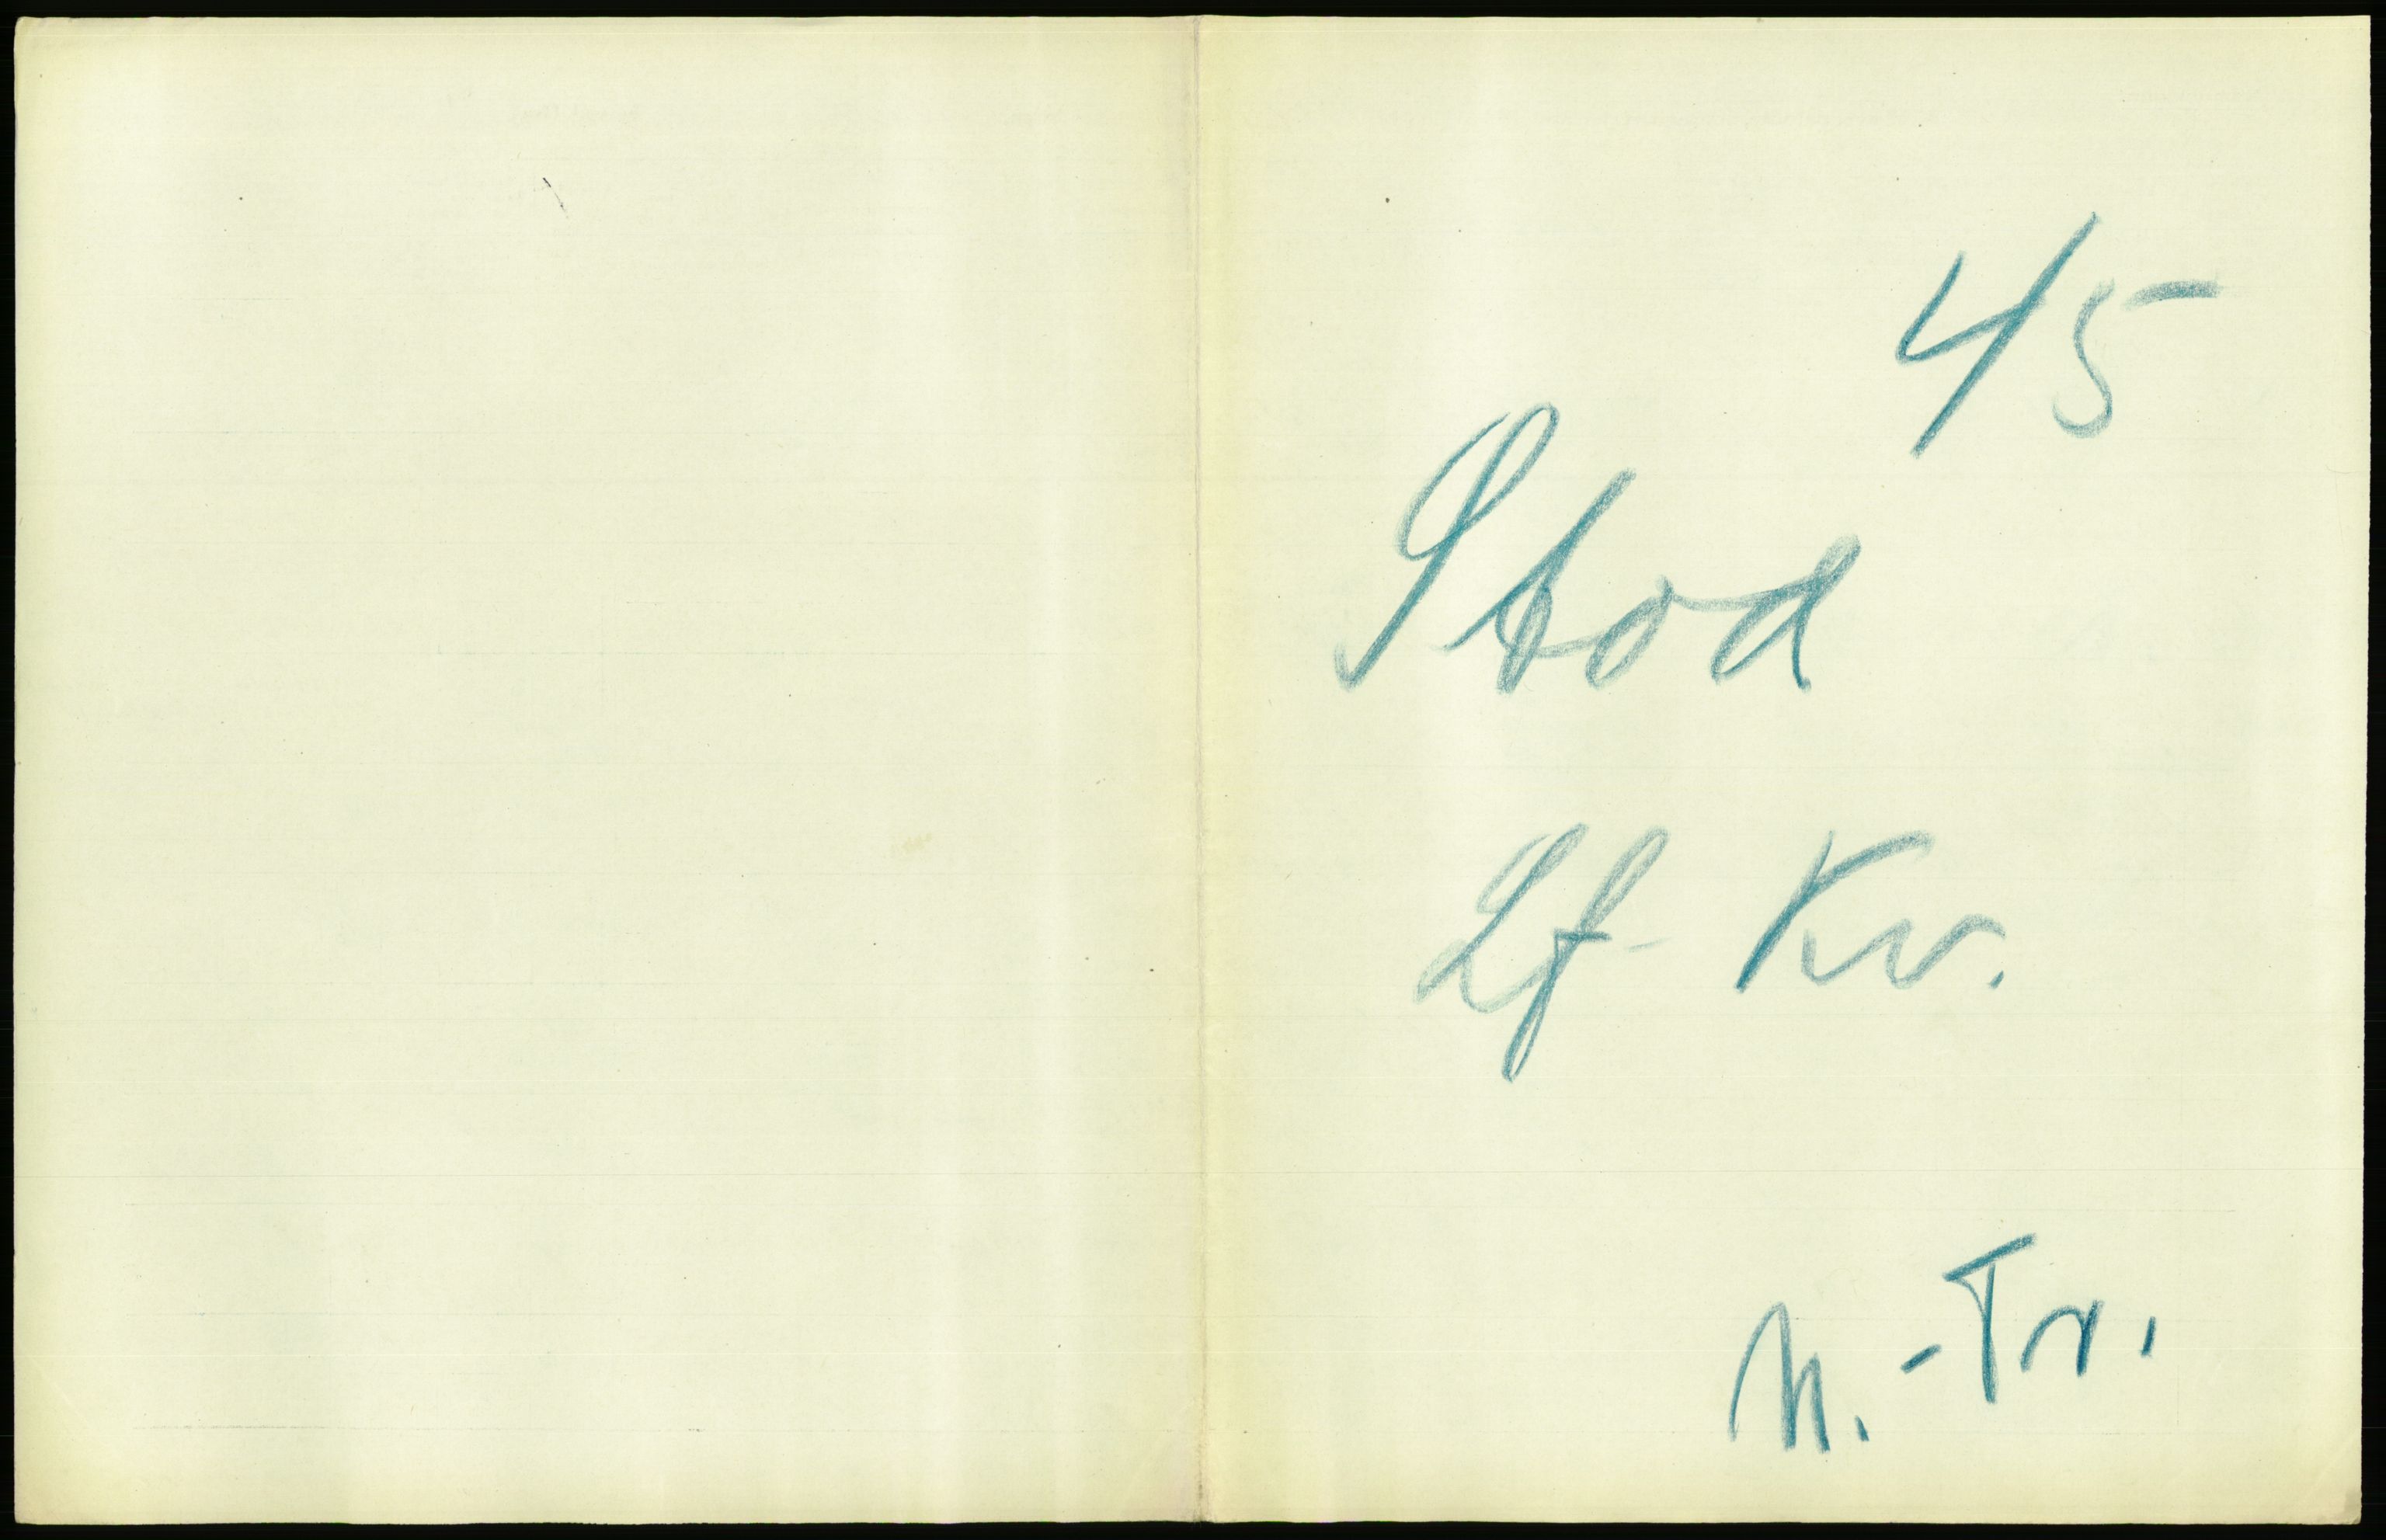 45
Stod
Lf Kv.
N.-Tr.